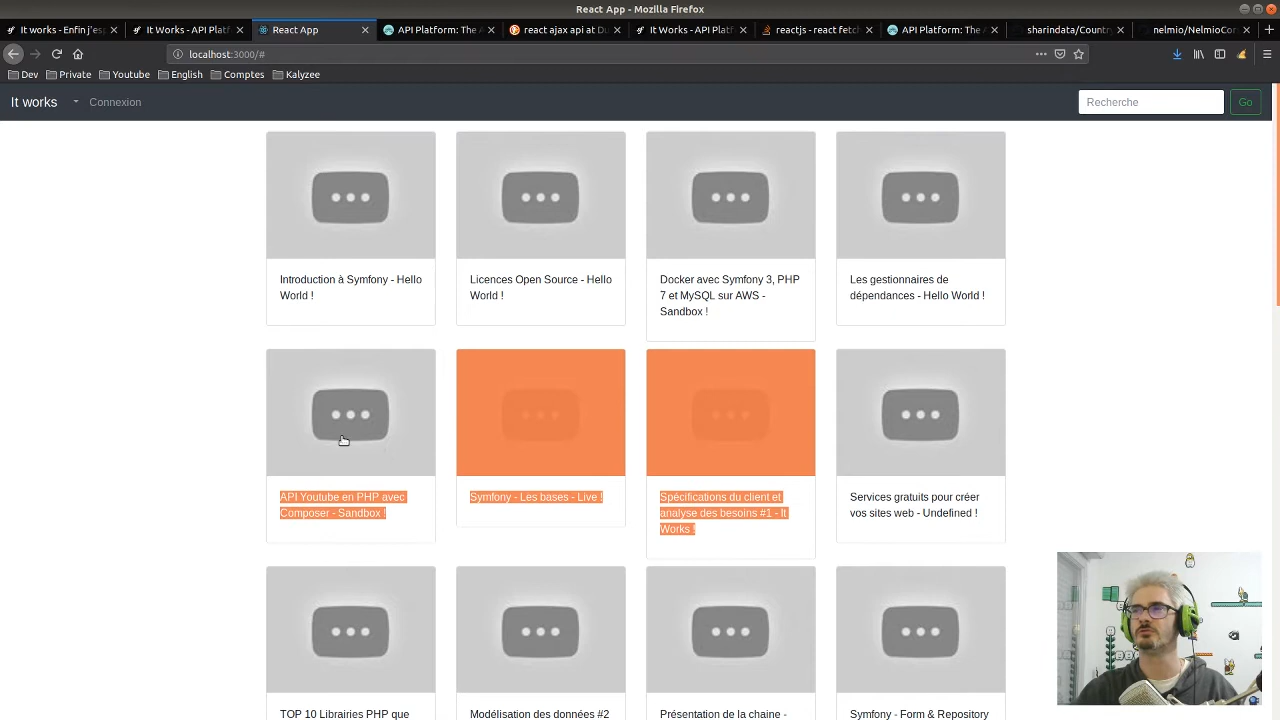 React App - Mozilla Firefox
It works - Enfin j'esp
It Works - API Platf
React App
API Platform: The A
react ajax api at Du
It Works - API Platf
reactjs - react fetch
API Platform: The A
sharindata/Countr
nelmio/NelmioCor
localhost:3000/#
Dev
Private
Youtube
English
Comptes
Kalyzee
It works
Connexion
Recherche
Go
Introduction à Symfony - Hello
World !
Licences Open Source - Hello
World !
Docker avec Symfony 3, PHP
7 et MySQL sur AWS -
Sandbox !
Les gestionnaires de
dépendances - Hello World !
API Youtube en PHP avec
Composer - Sandbox !
Symfony - Les bases - Live !
Spécifications du client et
analyse des besoins #1 - It
Works !
Services gratuits pour créer
vos sites web - Undefined !
TOP 10 Librairies PHP que
Modélisation des données #2
Présentation de la chaine -
Symfony - Form & Repository